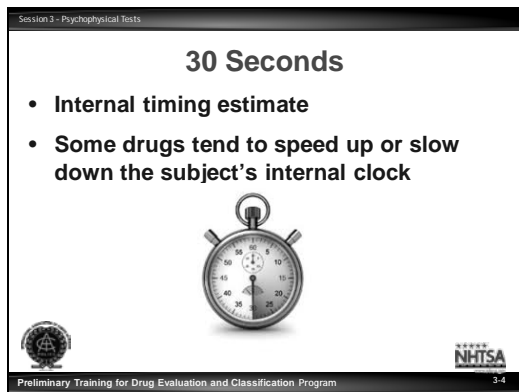 Session 3 - Psychophysical Tests
30 Seconds
• Internal timing estimate
• Some drugs tend to speed up or slow
down the subject's internal clock
60
55 5
50 10
45 15
40 20
35 25
30
NHTSA
Preliminary Training for Drug Evaluation and Classification Program
3-4